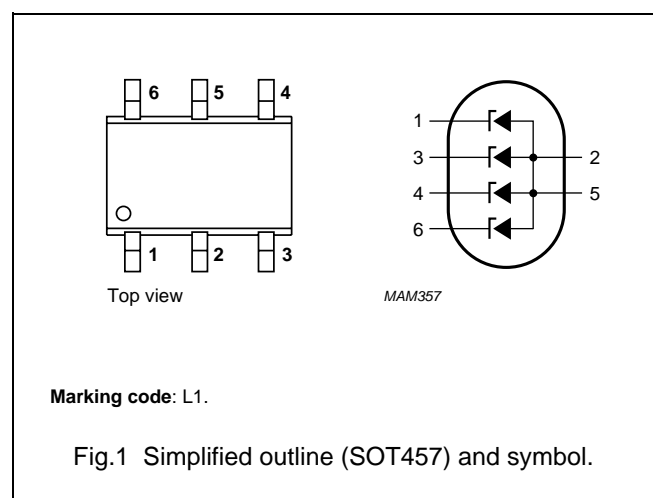 6 5 4
1 2 3
Top view
1
3 2
4 5
6
MAM357
Marking code: L1.
Fig.1 Simplified outline (SOT457) and symbol.